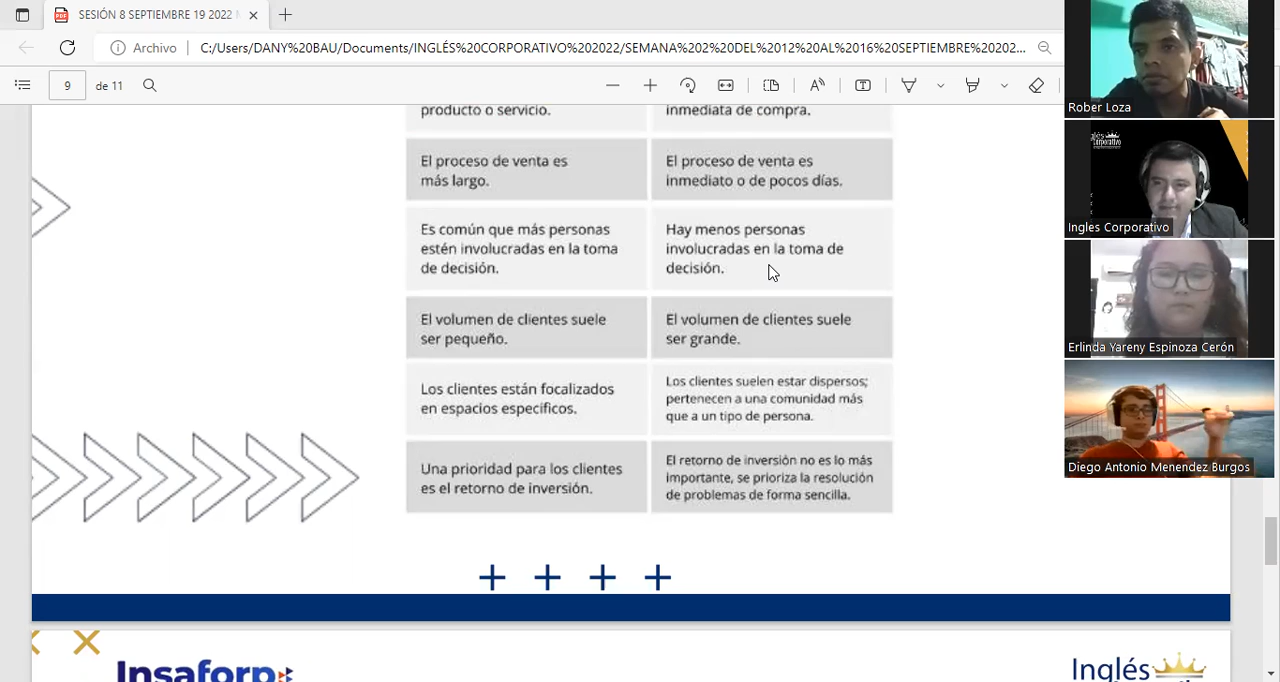 SESIÓN 8 SEPTIEMBRE 19 2022
Archivo
C:/Users/DANY%20BAU/Documents/INGLÉS%20CORPORATIVO%202022/SEMANA%202%20DEL%2012%20AL%2016%20SEPTIEMBRE%20202...
9
de 11
producto o servicio.
inmediata de compra.
El proceso de venta es
más largo.
El proceso de venta es
inmediato o de pocos días.
Es común que más personas
estén involucradas en la toma
de decisión.
Hay menos personas
involucradas en la toma de
decisión.
El volumen de clientes suele
ser pequeño.
El volumen de clientes suele
ser grande.
Los clientes están focalizados
en espacios específicos.
Los clientes suelen estar dispersos;
pertenecen a una comunidad más
que a un tipo de persona.
Una prioridad para los clientes
es el retorno de inversión.
El retorno de inversión no es lo más
importante, se prioriza la resolución
de problemas de forma sencilla.
Insaforp
Inglés
Rober Loza
Inglés
Corporativo
Ingles Corporativo
Erlinda Yareny Espinoza Cerón
Diego Antonio Menendez Burgos